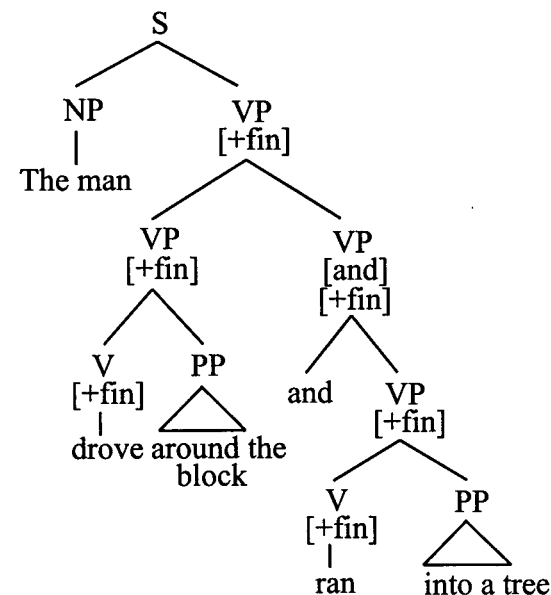 S
NP VP
[+fin]
The man
VP VP
[+fin] [and]
[+fin]
V PP and VP
[+fin] [+fin]
drove around the
block
V PP
[+fin]
ran into a tree